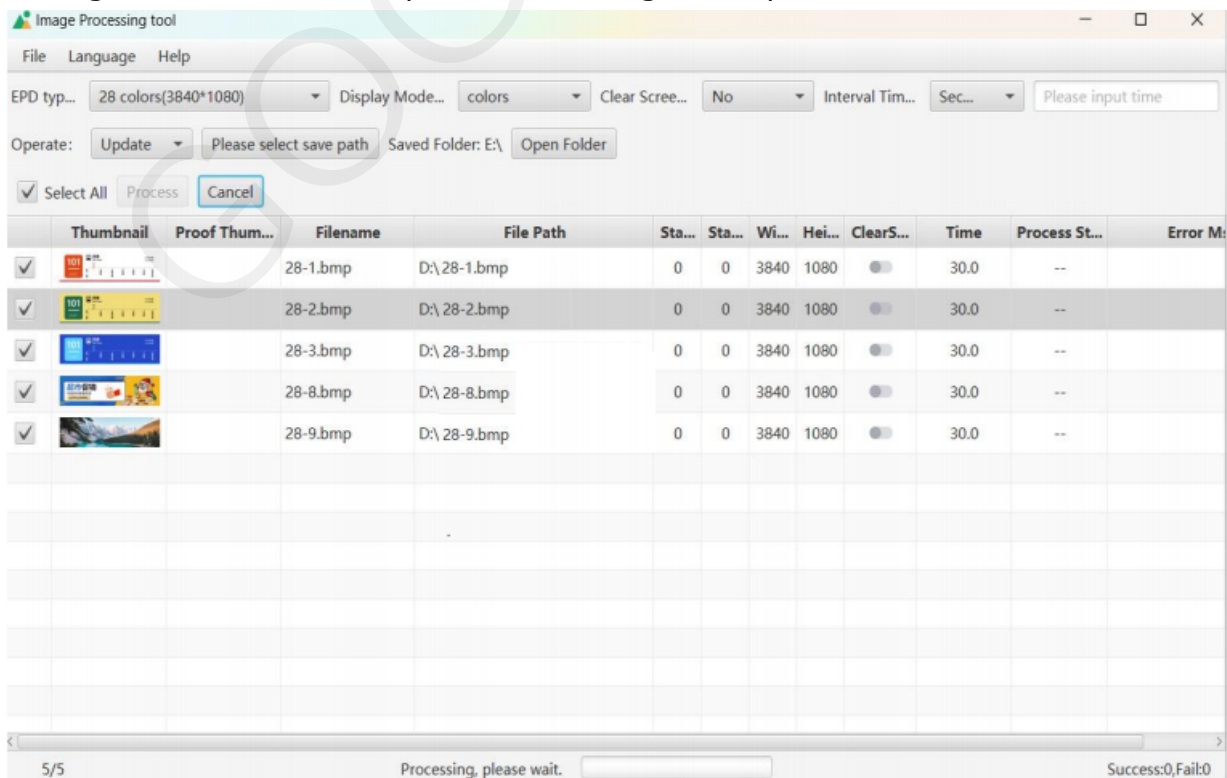 Image Processing tool
File Language Help
EPD typ... 28 colors(3840*1080) Display Mode... colors Clear Scree... No Interval Tim... Sec... Please input time
Operate: Update Please select save path Saved Folder: E:\ Open Folder
Select All Process Cancel
Thumbnail Proof Thum... Filename File Path Sta... Sta... Wi... Hei... ClearS... Time Process St... Error M
101 28-1.bmp D:\ 28-1.bmp 0 0 3840 1080 30.0 --
101 28-2.bmp D:\ 28-2.bmp 0 0 3840 1080 30.0 --
101 28-3.bmp D:\ 28-3.bmp 0 0 3840 1080 30.0 --
28-8.bmp D:\ 28-8.bmp 0 0 3840 1080 30.0 --
28-9.bmp D:\ 28-9.bmp 0 0 3840 1080 30.0 --
5/5 Processing, please wait. Success:0,Fail:0